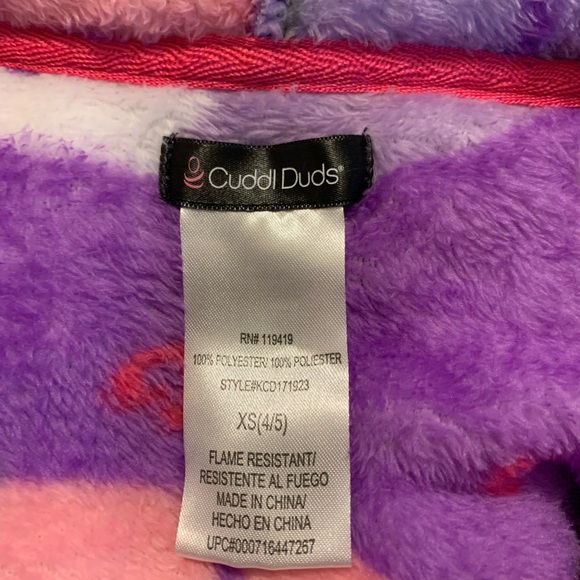 Cuddl Duds®
RN# 119419
100% POLYESTER/ 100% POLIESTER
STYLE#KCD171923
XS(4/5)
FLAME RESISTANT/
RESISTENTE AL FUEGO
MADE IN CHINA/
HECHO EN CHINA
UPC#000716447267